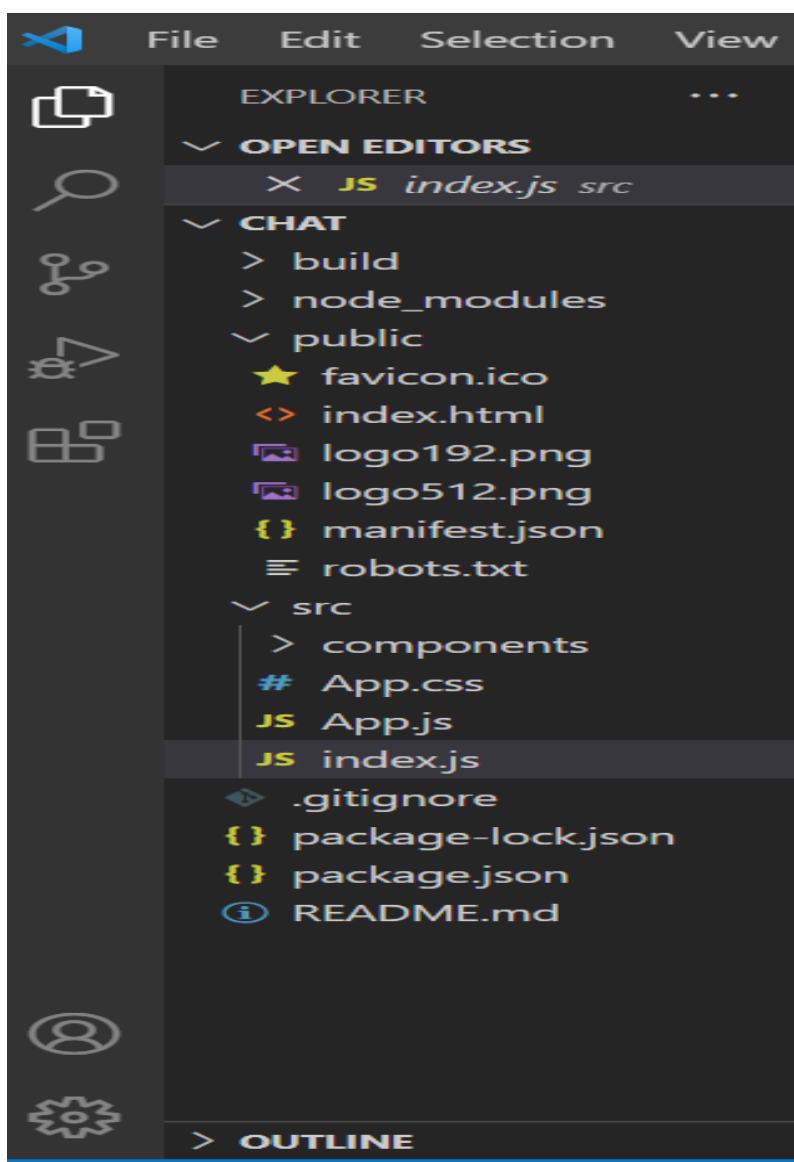 File Edit Selection View
EXPLORER ...
OPEN EDITORS
JS index.js src
CHAT
build
node_modules
public
favicon.ico
<> index.html
logo192.png
logo512.png
{} manifest.json
robots.txt
src
components
# App.css
JS App.js
JS index.js
.gitignore
{} package-lock.json
{} package.json
README.md
OUTLINE